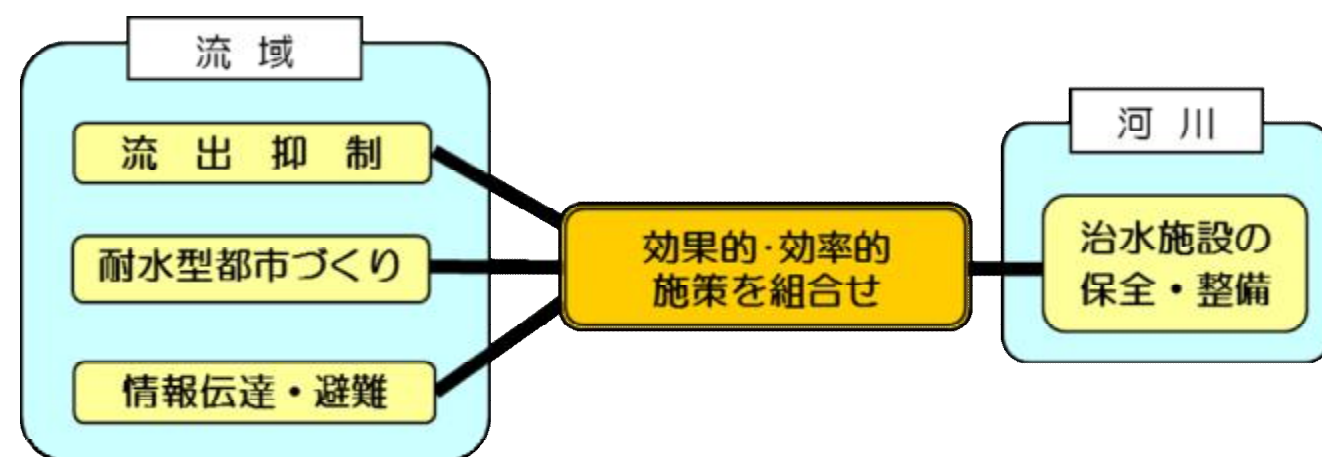 流域
流出抑制
耐水型都市づくり
情報伝達・避難
効果的・効率的
施策を組合せ
河川
治水施設の
保全・整備